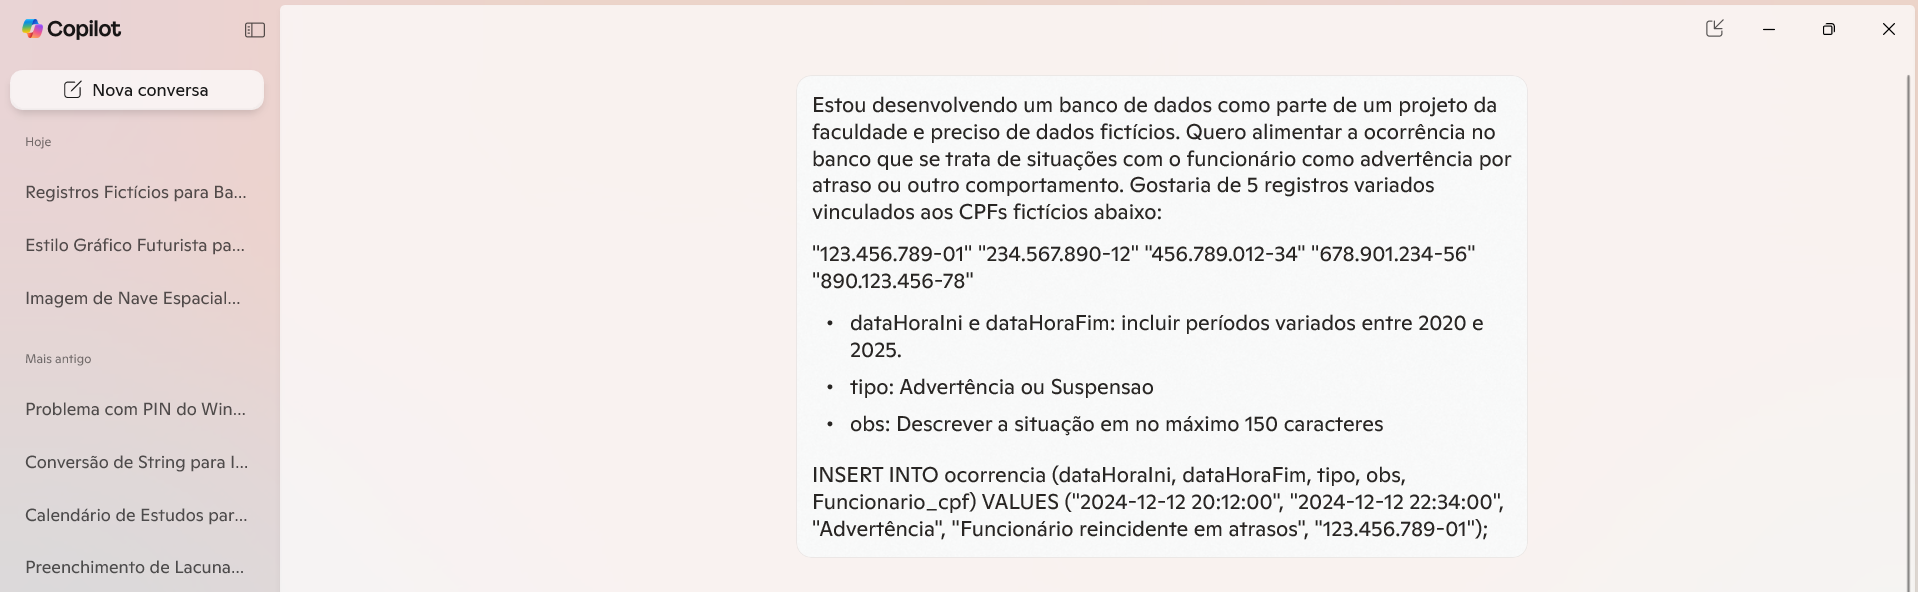 Copilot
Nova conversa
Hoje
Registros Fictícios para Ba...
Estilo Gráfico Futurista pa...
Imagem de Nave Espacial...
Mais antigo
Problema com PIN do Win...
Conversão de String para I...
Calendário de Estudos par...
Preenchimento de Lacuna...
Estou desenvolvendo um banco de dados como parte de um projeto da
faculdade e preciso de dados fictícios. Quero alimentar a ocorrência no
banco que se trata de situações com o funcionário como advertência por
atraso ou outro comportamento. Gostaria de 5 registros variados
vinculados aos CPFs fictícios abaixo:
"123.456.789-01" "234.567.890-12" "456.789.012-34" "678.901.234-56"
"890.123.456-78"
• dataHoraIni e dataHoraFim: incluir períodos variados entre 2020 e
2025.
• tipo: Advertência ou Suspensao
• obs: Descrever a situação em no máximo 150 caracteres
INSERT INTO ocorrencia (dataHoraIni, dataHoraFim, tipo, obs,
Funcionario_cpf) VALUES ("2024-12-12 20:12:00", "2024-12-12 22:34:00",
"Advertência", "Funcionário reincidente em atrasos", "123.456.789-01");